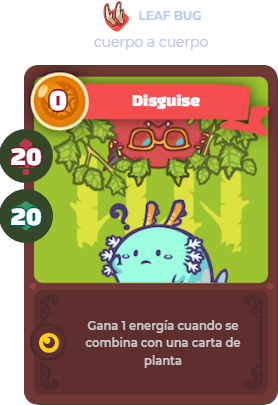 LEAF BUG
cuerpo a cuerpo
0
Disguise
20
20
?
Gana 1 energía cuando se
combina con una carta de
planta